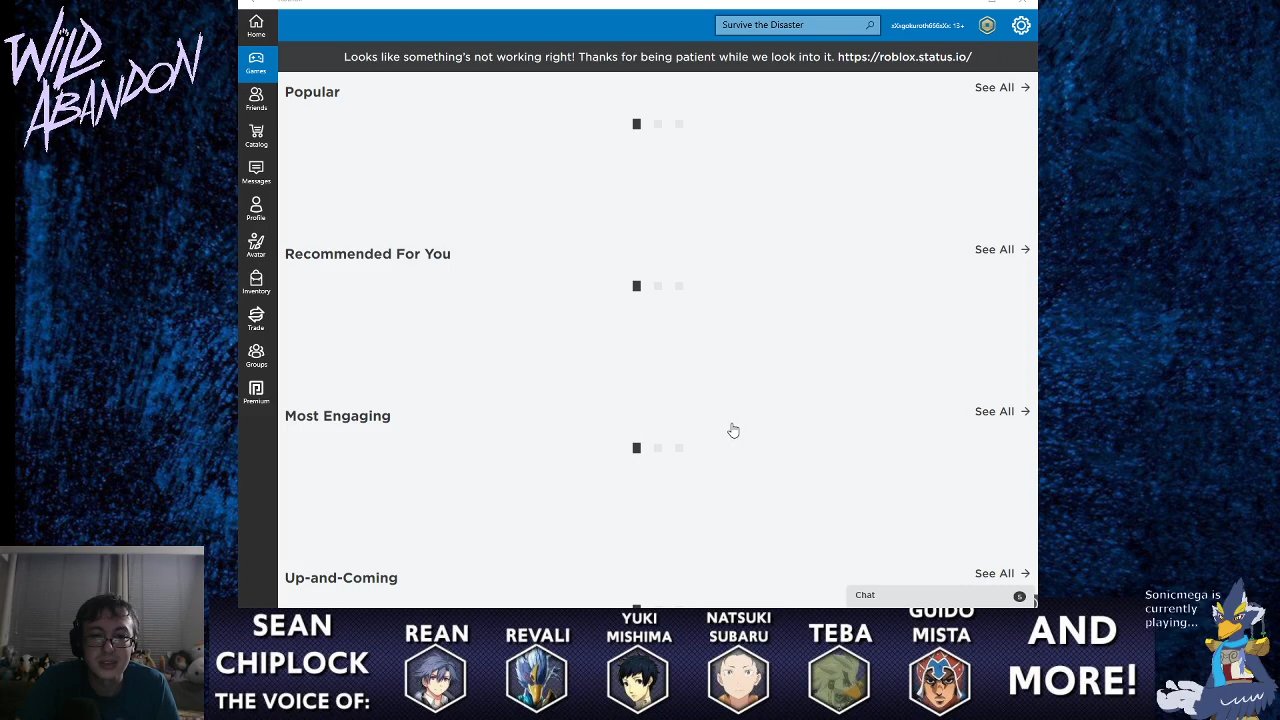 WILD
ABANDON
Home
Games
Friends
Catalog
Messages
Profile
Avatar
Inventory
Trade
Groups
Premium
Survive the Disaster
xXxgokuroth666xXx: 13+
Looks like something's not working right! Thanks for being patient while we look into it. https://roblox.status.io/
Popular
See All
Recommended For You
See All
Most Engaging
See All
Up-and-Coming
See All
Chat
SEAN
CHIPLOCK
THE VOICE OF:
REAN
REVALI
YUKI
MISHIMA
NATSUKI
SUBARU
TEBA
GUIDO
MISTA
AND
MORE!
Sonicmega is
currently
playing...